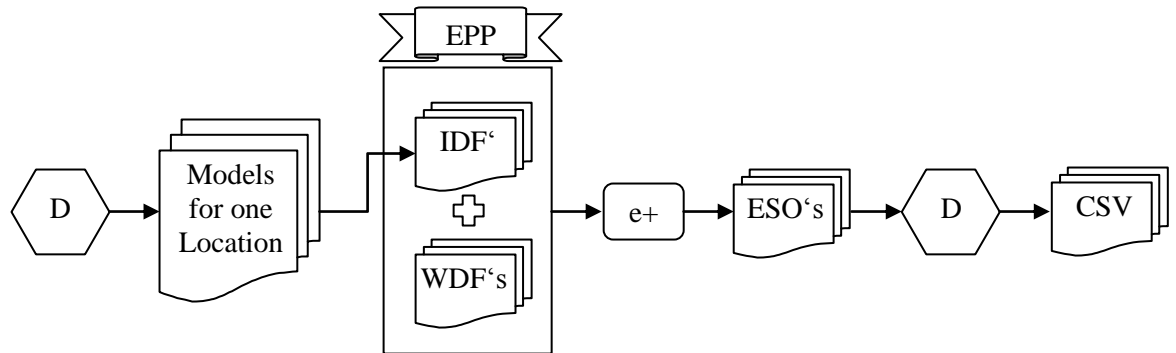 EPP
D
Models
for one
Location
IDF‘
WDF‘s
e+
ESO‘s
D
CSV